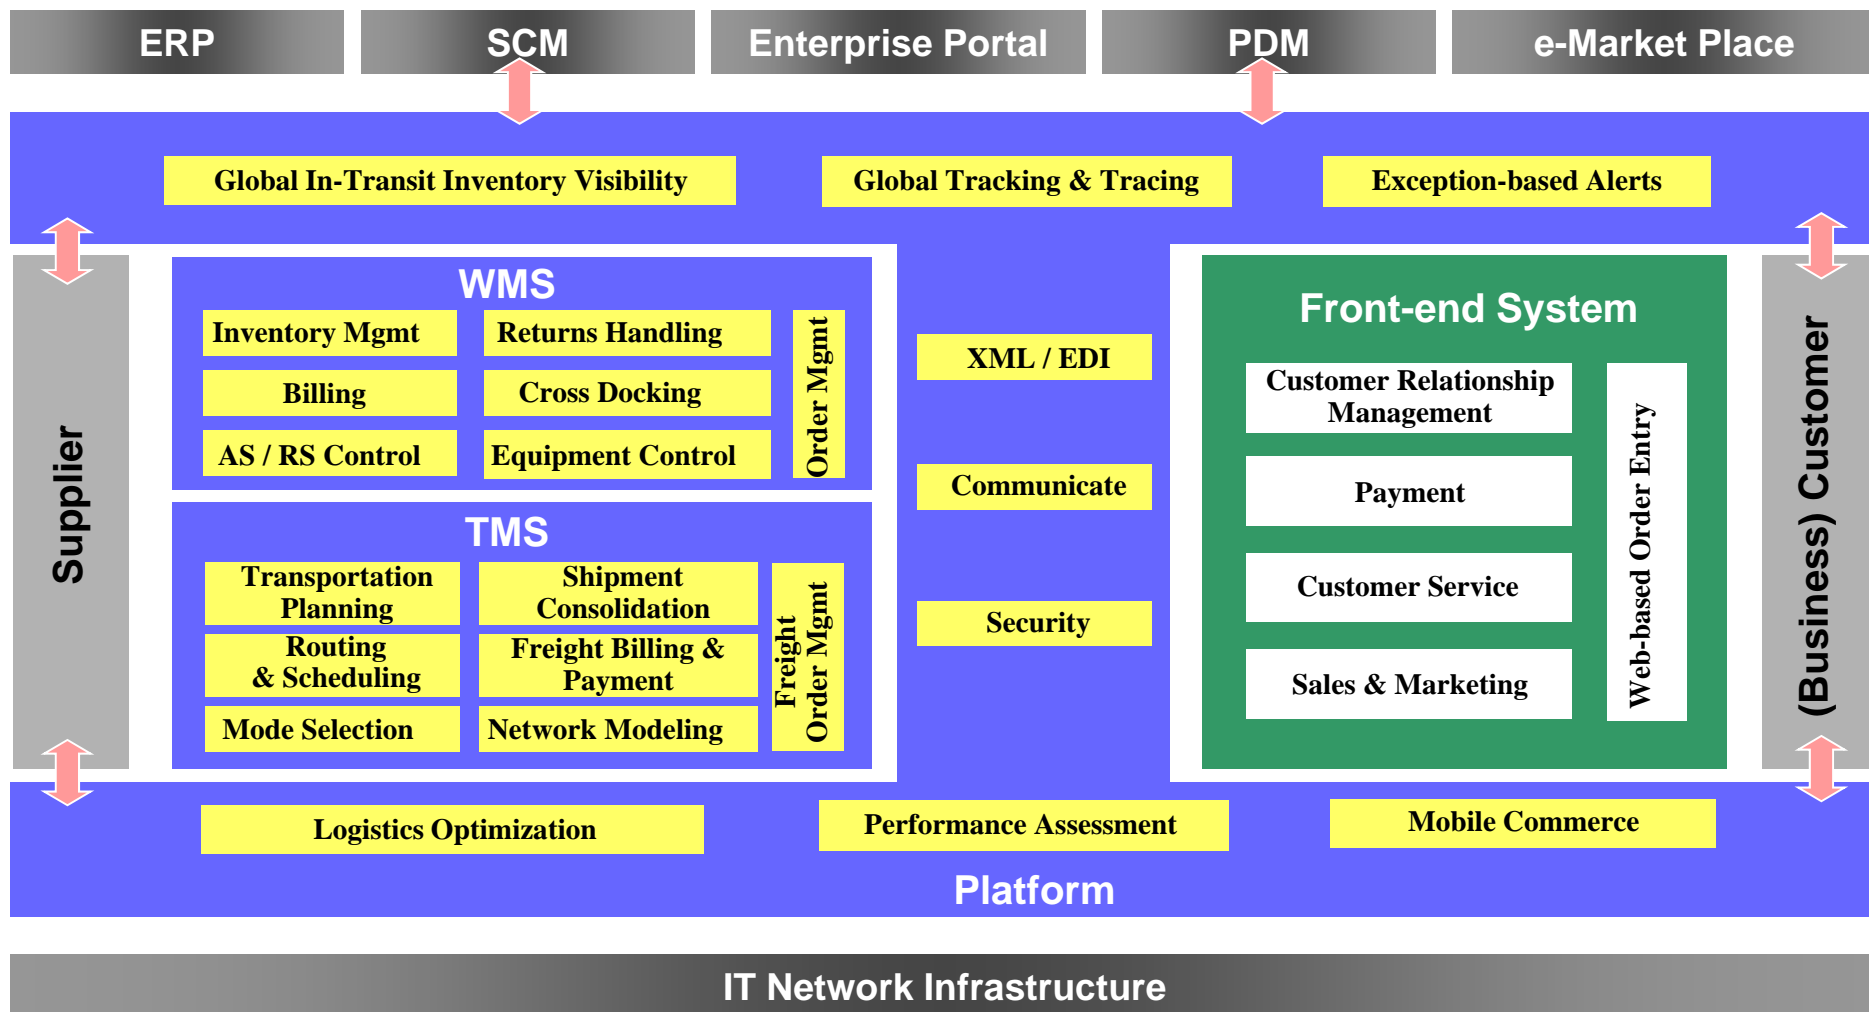 ERP
SCM
Enterprise Portal
PDM
e-Market Place
Global In-Transit Inventory Visibility
Global Tracking & Tracing
Exception-based Alerts
Supplier
WMS
Inventory Mgmt
Returns Handling
Billing
Cross Docking
AS / RS Control
Equipment Control
Order Mgmt
TMS
Transportation
Planning
Shipment
Consolidation
Routing
& Scheduling
Freight Billing &
Payment
Mode Selection
Network Modeling
Freight
Order Mgmt
XML / EDI
Communicate
Security
Front-end System
Customer Relationship
Management
Payment
Customer Service
Sales & Marketing
Web-based Order Entry
(Business) Customer
Logistics Optimization
Performance Assessment
Mobile Commerce
Platform
IT Network Infrastructure